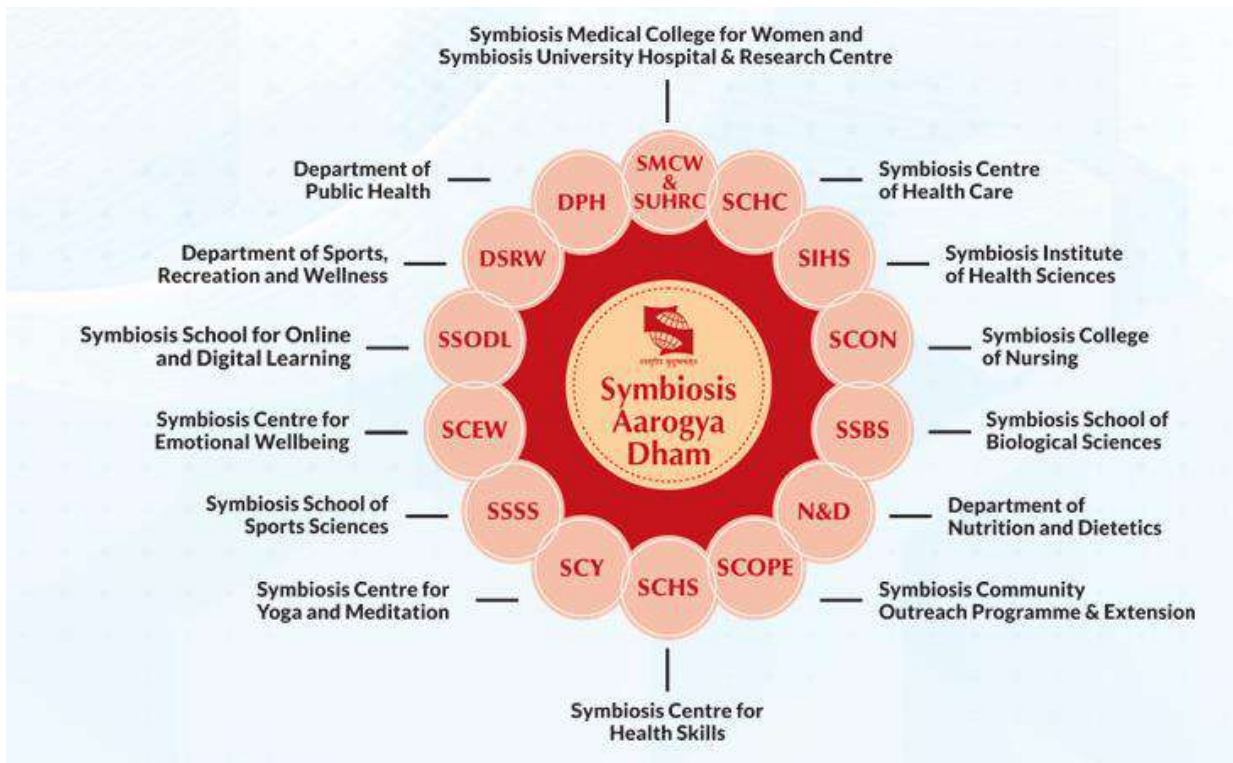 Symbiosis Medical College for Women and
Symbiosis University Hospital & Research Centre
SMCW
&
SUHRC
SCHC
Symbiosis Centre
of Health Care
SIHS
Symbiosis Institute
of Health Sciences
SCON
Symbiosis College
of Nursing
SSBS
Symbiosis School of
Biological Sciences
N&D
Department of
Nutrition and Dietetics
SCOPE
Symbiosis Community
Outreach Programme & Extension
SCHS
Symbiosis Centre for
Health Skills
SCY
Symbiosis Centre for
Yoga and Meditation
SSSS
Symbiosis School of
Sports Sciences
SCEW
Symbiosis Centre for
Emotional Wellbeing
SSODL
Symbiosis School for Online
and Digital Learning
DSRW
Department of Sports,
Recreation and Wellness
DPH
Department of
Public Health
Symbiosis
Aarogya
Dham